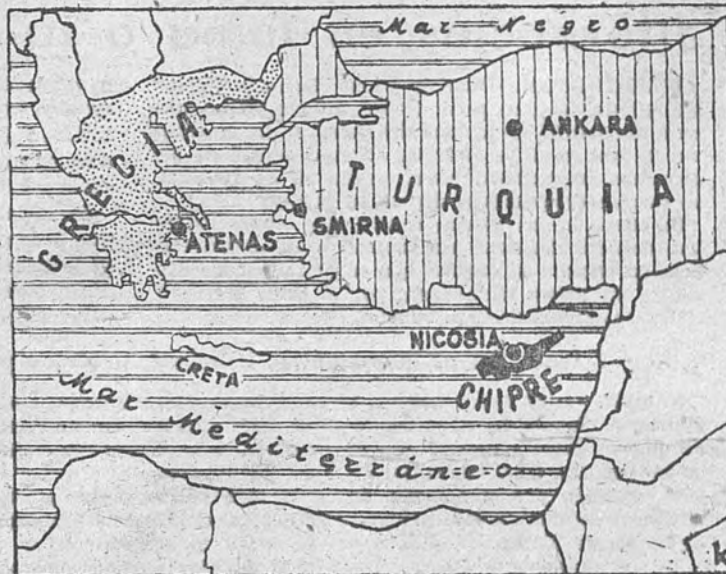 Mar Negro
GRECIA
ANKARA
TURQUIA
SMIRNA
ATENAS
NICOSIA
CRETA
CHIPRE
Mar Mediterráneo